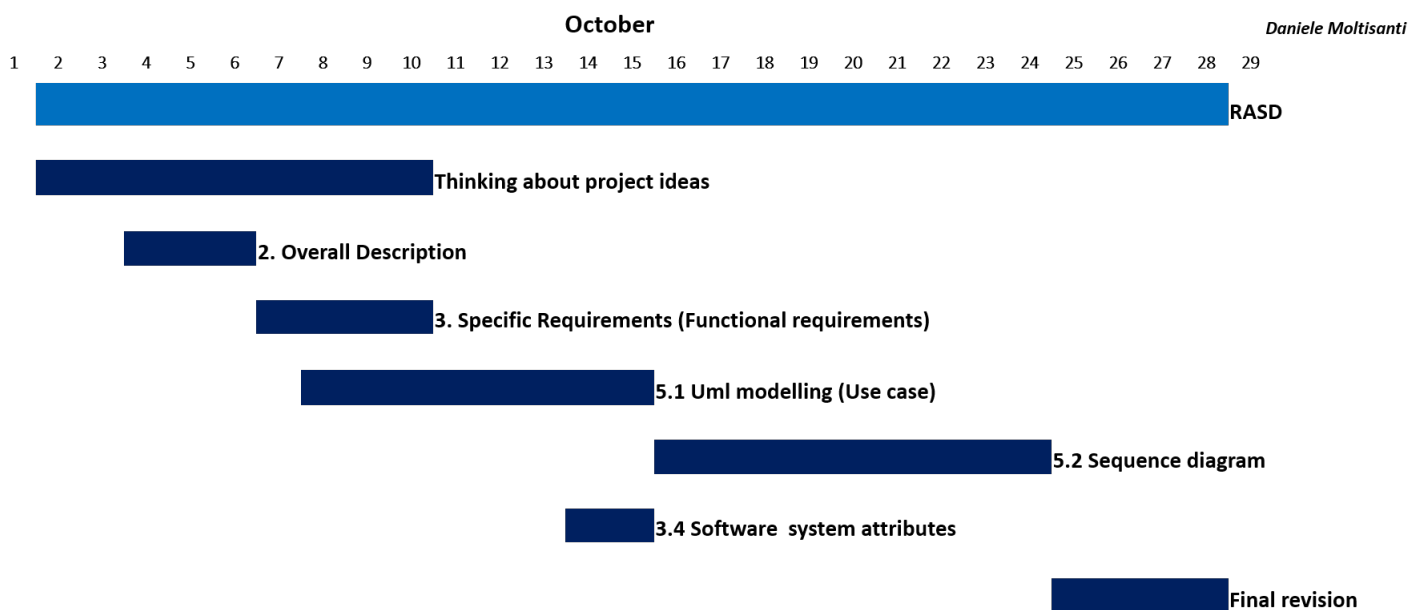 October
Daniele Moltisanti
1 2 3 4 5 6 7 8 9 10 11 12 13 14 15 16 17 18 19 20 21 22 23 24 25 26 27 28 29
RASD
Thinking about project ideas
2. Overall Description
3. Specific Requirements (Functional requirements)
5.1 Uml modelling (Use case)
5.2 Sequence diagram
3.4 Software  system attributes
Final revision